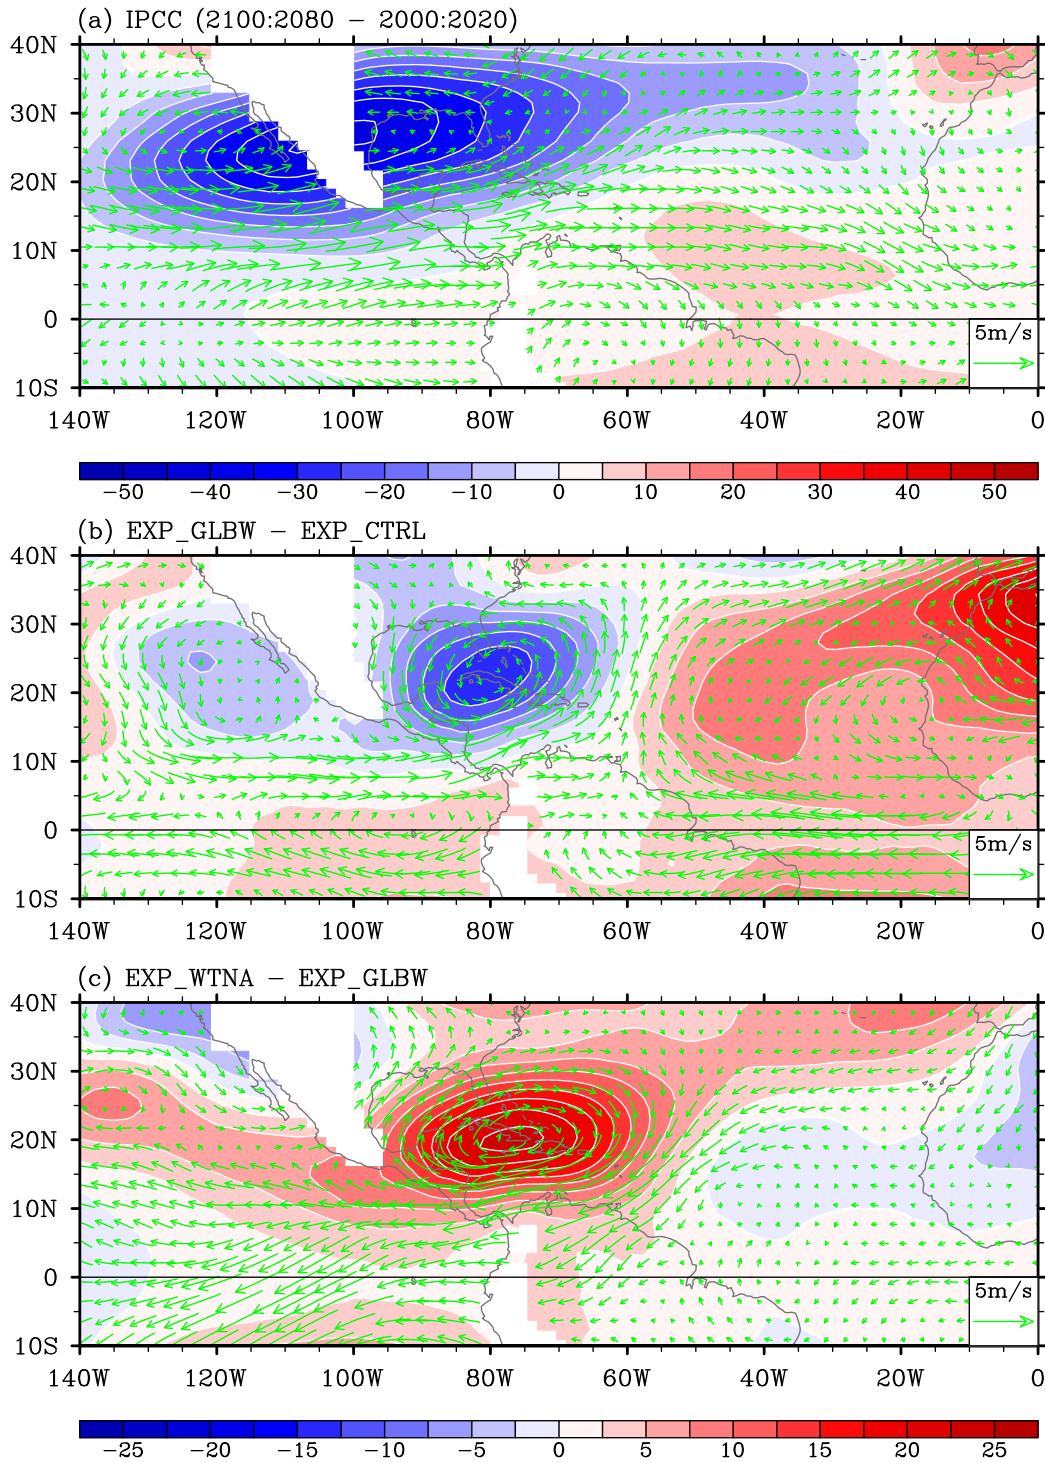 (a) IPCC (2100:2080 − 2000:2020)
40N
30N
20N
10N
0
10S
5m/s
140W 120W 100W 80W 60W 40W 20W 0
−50 −40 −30 −20 −10 0 10 20 30 40 50
(b) EXP_GLBW − EXP_CTRL
40N
30N
20N
10N
0
10S
5m/s
140W 120W 100W 80W 60W 40W 20W 0
(c) EXP_WTNA − EXP_GLBW
40N
30N
20N
10N
0
10S
5m/s
140W 120W 100W 80W 60W 40W 20W 0
−25 −20 −15 −10 −5 0 5 10 15 20 25